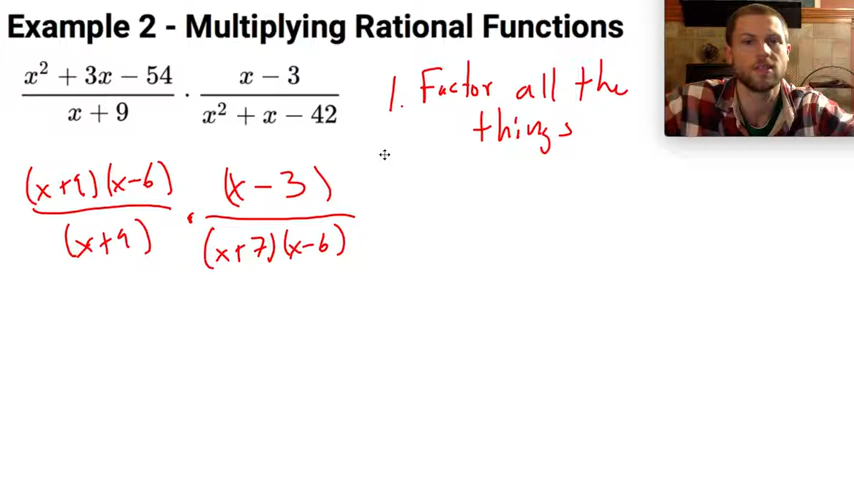 Example 2 - Multiplying Rational Functions
x² + 3x − 54 / x + 9 · x − 3 / x² + x − 42
1. Factor all the
things
(x+9)(x-6) / (x+9) · (x-3) / (x+7)(x-6)